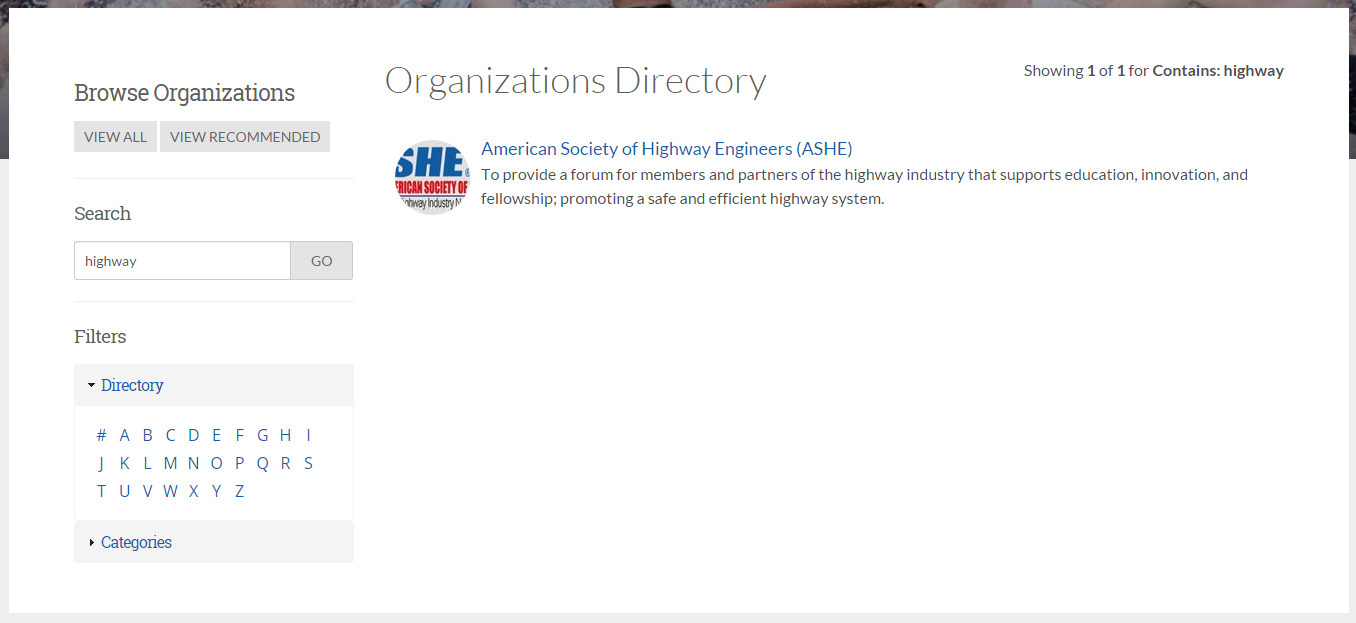 Browse Organizations
VIEW ALL VIEW RECOMMENDED
Search
highway GO
Filters
Directory
# A B C D E F G H I
J K L M N O P Q R S
T U V W X Y Z
Categories
Organizations Directory
Showing 1 of 1 for Contains: highway
SHE®
RICAN SOCIETY OF
ghway Industry N
American Society of Highway Engineers (ASHE)
To provide a forum for members and partners of the highway industry that supports education, innovation, and
fellowship; promoting a safe and efficient highway system.